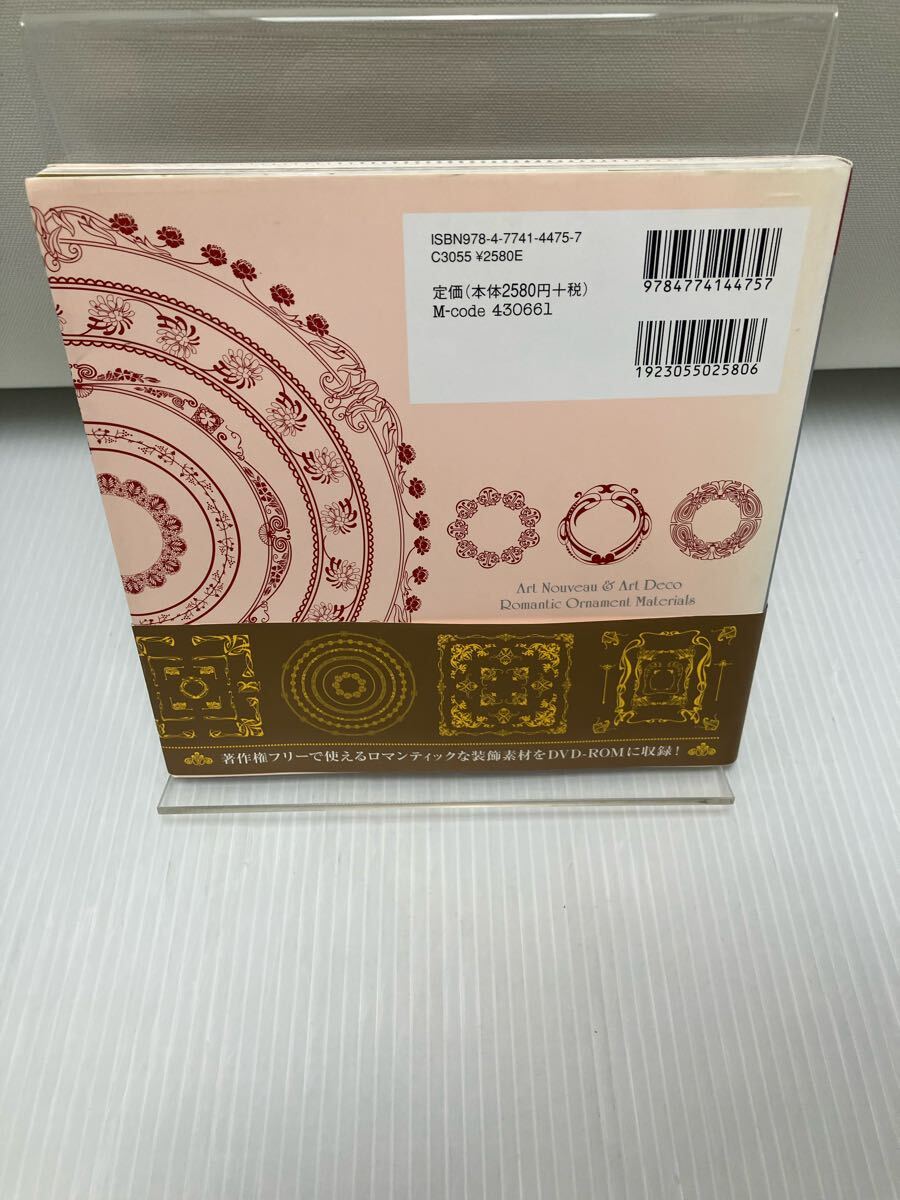 ISBN978-4-7741-4475-7
C3055 ¥2580E
定価(本体2580円+税)
M-code 430661
9784774144757
1923055025806
Art Nouveau & Art Deco
Romantic Ornament Materials
著作権フリーで使えるロマンティックな装飾素材をDVD-ROMに収録!